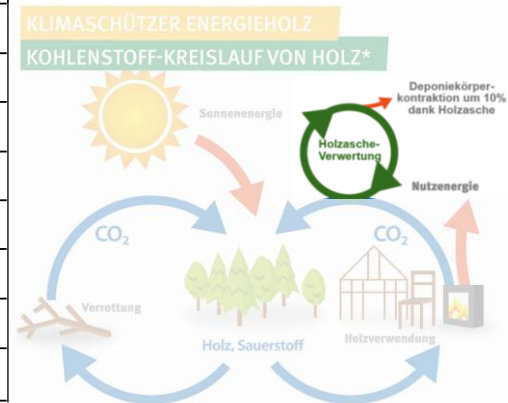 KLIMASCHÜTZER ENERGIEHOLZ
KOHLENSTOFF-KREISLAUF VON HOLZ*
Deponiekörper-
kontraktion um 10%
dank Holzasche
Sonnenenergie
Holzasche-
Verwertung
Nutzenergie
CO₂
CO₂
Verrottung
Holz, Sauerstoff
Holzverwendung